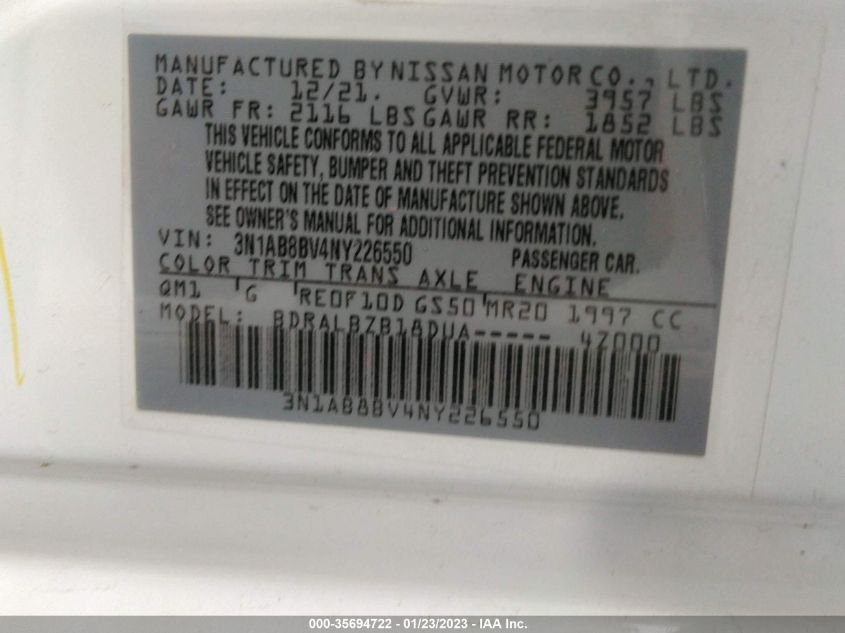 MANUFACTURED BY NISSAN MOTOR CO., LTD.
DATE: 12/21. GVWR: 3957 LBS
GAWR FR: 2116 LBS GAWR RR: 1852 LBS
THIS VEHICLE CONFORMS TO ALL APPLICABLE FEDERAL MOTOR
VEHICLE SAFETY, BUMPER AND THEFT PREVENTION STANDARDS
IN EFFECT ON THE DATE OF MANUFACTURE SHOWN ABOVE.
SEE OWNER'S MANUAL FOR ADDITIONAL INFORMATION.
VIN: 3N1AB8BV4NY226550 PASSENGER CAR.
COLOR TRIM TRANS AXLE ENGINE
QM1 G RE0F10D GS50 MR20 1997 CC
MODEL: BDRALBZB18DUA----- 4Z000
3N1AB8BV4NY226550
000-35694722 - 01/23/2023 - IAA Inc.